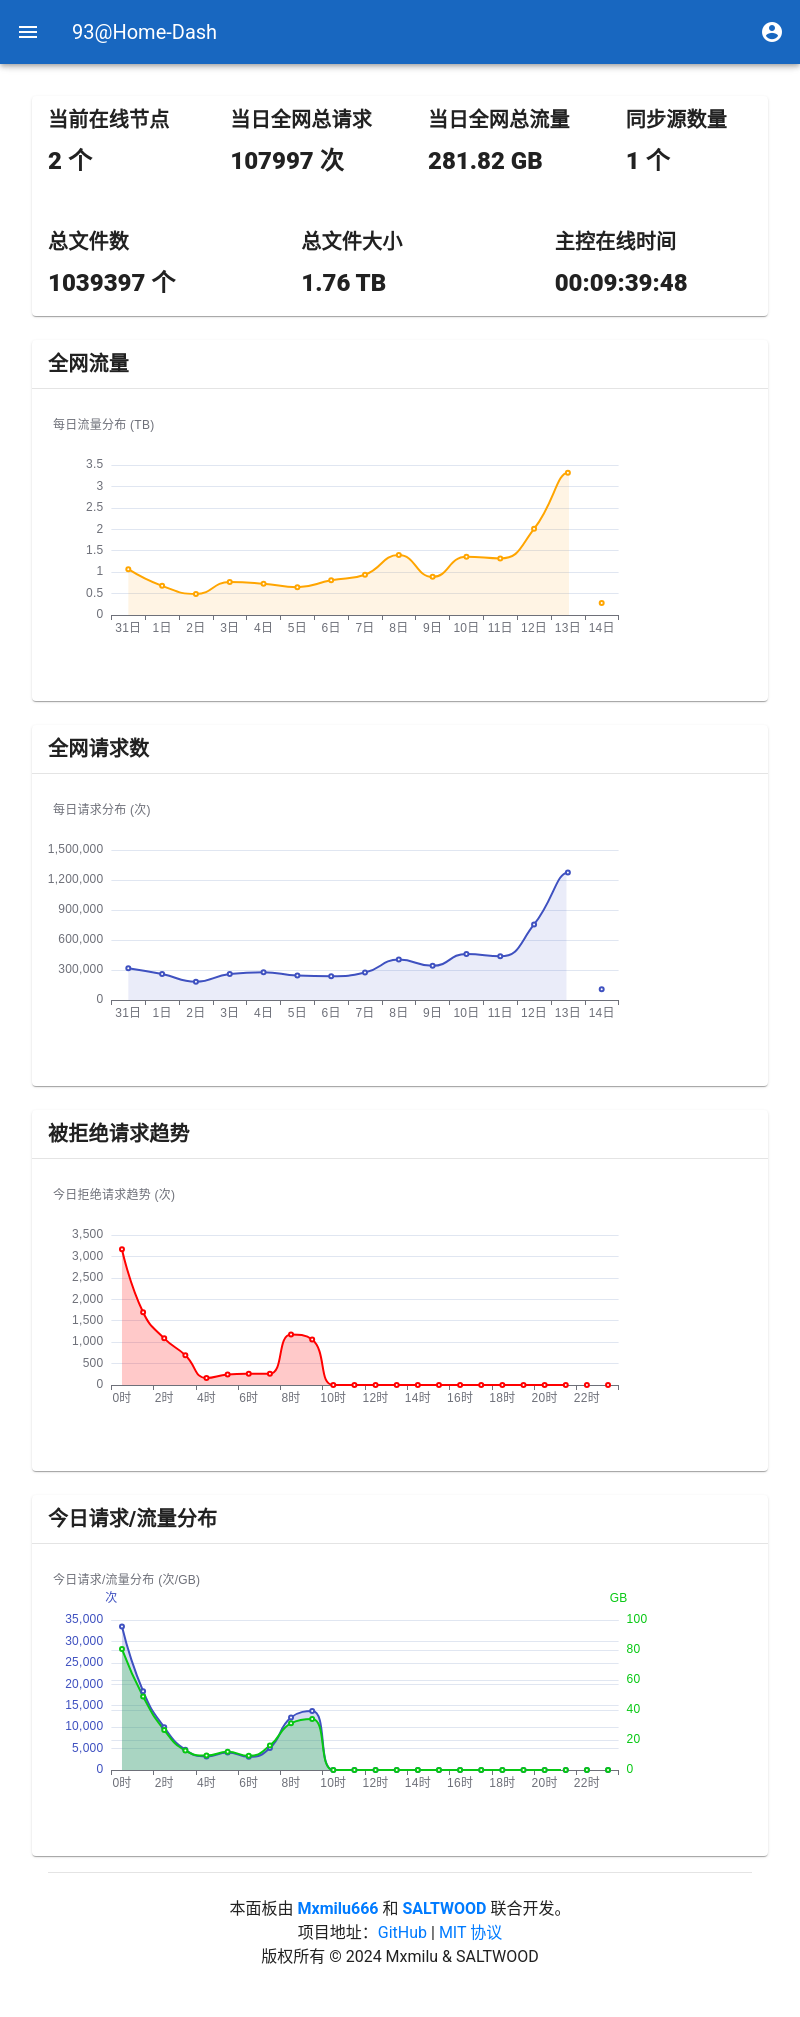 93@Home-Dash
当前在线节点 当日全网总请求 当日全网总流量 同步源数量
2 个 107997 次 281.82 GB 1 个
总文件数 总文件大小 主控在线时间
1039397 个 1.76 TB 00:09:39:48
全网流量
每日流量分布 (TB)
3.5
3
2.5
2
1.5
1
0.5
0
31日 1日 2日 3日 4日 5日 6日 7日 8日 9日 10日 11日 12日 13日 14日
全网请求数
每日请求分布 (次)
1,500,000
1,200,000
900,000
600,000
300,000
0
31日 1日 2日 3日 4日 5日 6日 7日 8日 9日 10日 11日 12日 13日 14日
被拒绝请求趋势
今日拒绝请求趋势 (次)
3,500
3,000
2,500
2,000
1,500
1,000
500
0
0时 2时 4时 6时 8时 10时 12时 14时 16时 18时 20时 22时
今日请求/流量分布
今日请求/流量分布 (次/GB)
次 GB
35,000 100
30,000
25,000 80
20,000 60
15,000 40
10,000
5,000 20
0 0
0时 2时 4时 6时 8时 10时 12时 14时 16时 18时 20时 22时
本面板由 Mxmilu666 和 SALTWOOD 联合开发。
项目地址：GitHub | MIT 协议
版权所有 © 2024 Mxmilu & SALTWOOD